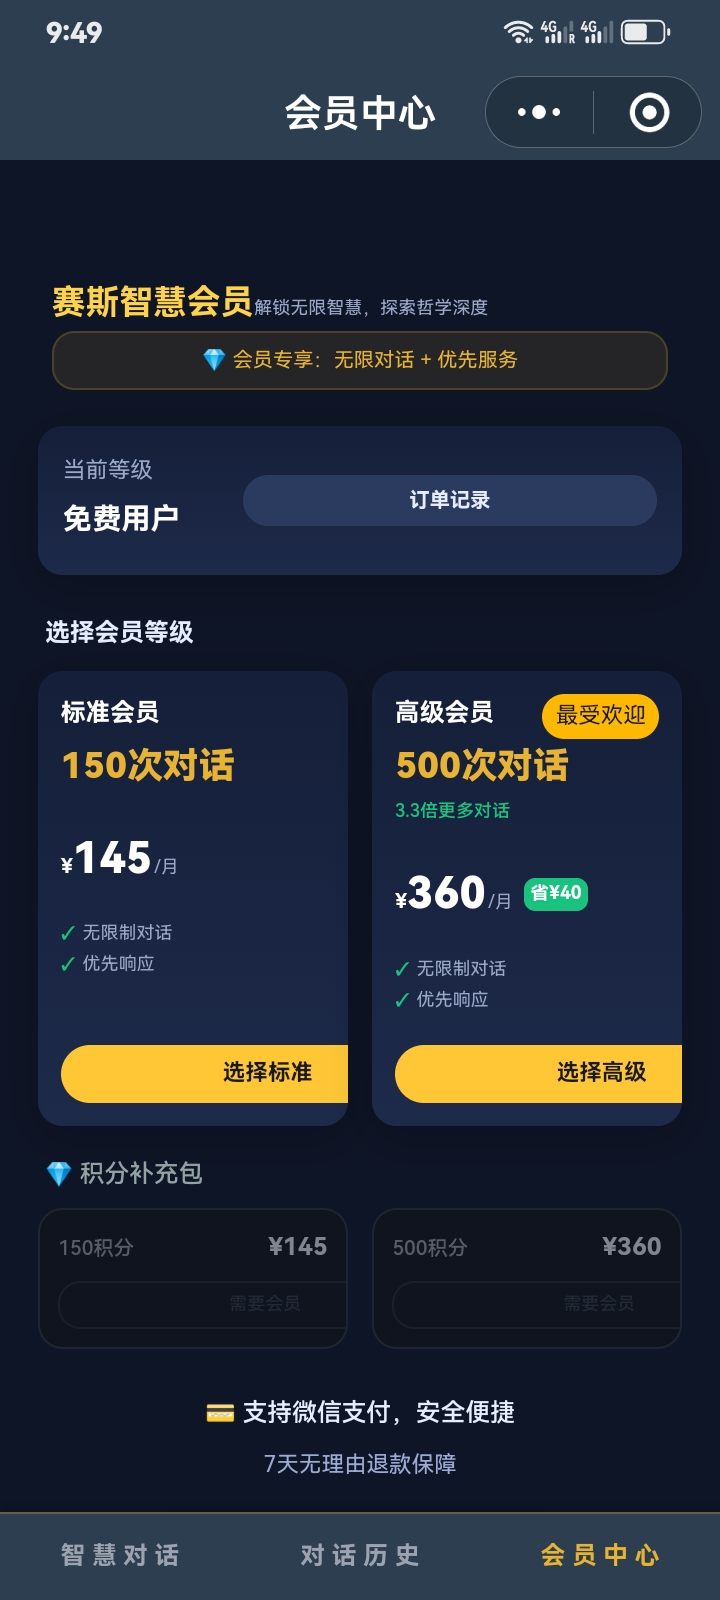 9:49
4G R 4G
会员中心
赛斯智慧会员解锁无限智慧，探索哲学深度
💎 会员专享：无限对话 + 优先服务
当前等级
免费用户
订单记录
选择会员等级
标准会员
150次对话
¥145/月
✓ 无限制对话
✓ 优先响应
选择标准
高级会员
最受欢迎
500次对话
3.3倍更多对话
¥360/月 省¥40
✓ 无限制对话
✓ 优先响应
选择高级
💎 积分补充包
150积分 ¥145
需要会员
500积分 ¥360
需要会员
💳 支持微信支付，安全便捷
7天无理由退款保障
智慧对话 对话历史 会员中心